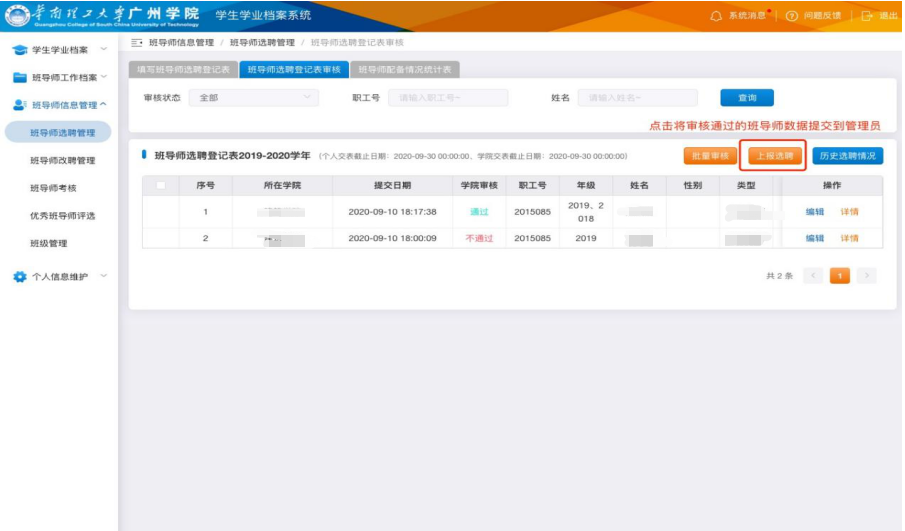 华南理工大学广州学院 学生学业档案系统 系统消息 | 问题反馈 | 退出
Guangzhou College of South China University of Technology
学生学业档案
班导师工作档案
班导师信息管理
班导师选聘管理
班导师改聘管理
班导师考核
优秀班导师评选
班级管理
个人信息维护
班导师信息管理 / 班导师选聘管理 / 班导师选聘登记表审核
填写班导师选聘登记表 班导师选聘登记表审核 班导师配备情况统计表
审核状态 全部 职工号 请输入职工号~ 姓名 请输入姓名~ 查询
点击将审核通过的班导师数据提交到管理员
班导师选聘登记表2019-2020学年 (个人交表截止日期：2020-09-30 00:00:00、学院交表截止日期：2020-09-30 00:00:00) 批量审核 上报选聘 历史选聘情况
序号 所在学院 提交日期 学院审核 职工号 年级 姓名 性别 类型 操作
1 2020-09-10 18:17:38 通过 2015085 2019、2018 编辑 详情
2 2020-09-10 18:00:09 不通过 2015085 2019 编辑 详情
共 2 条 < 1 >